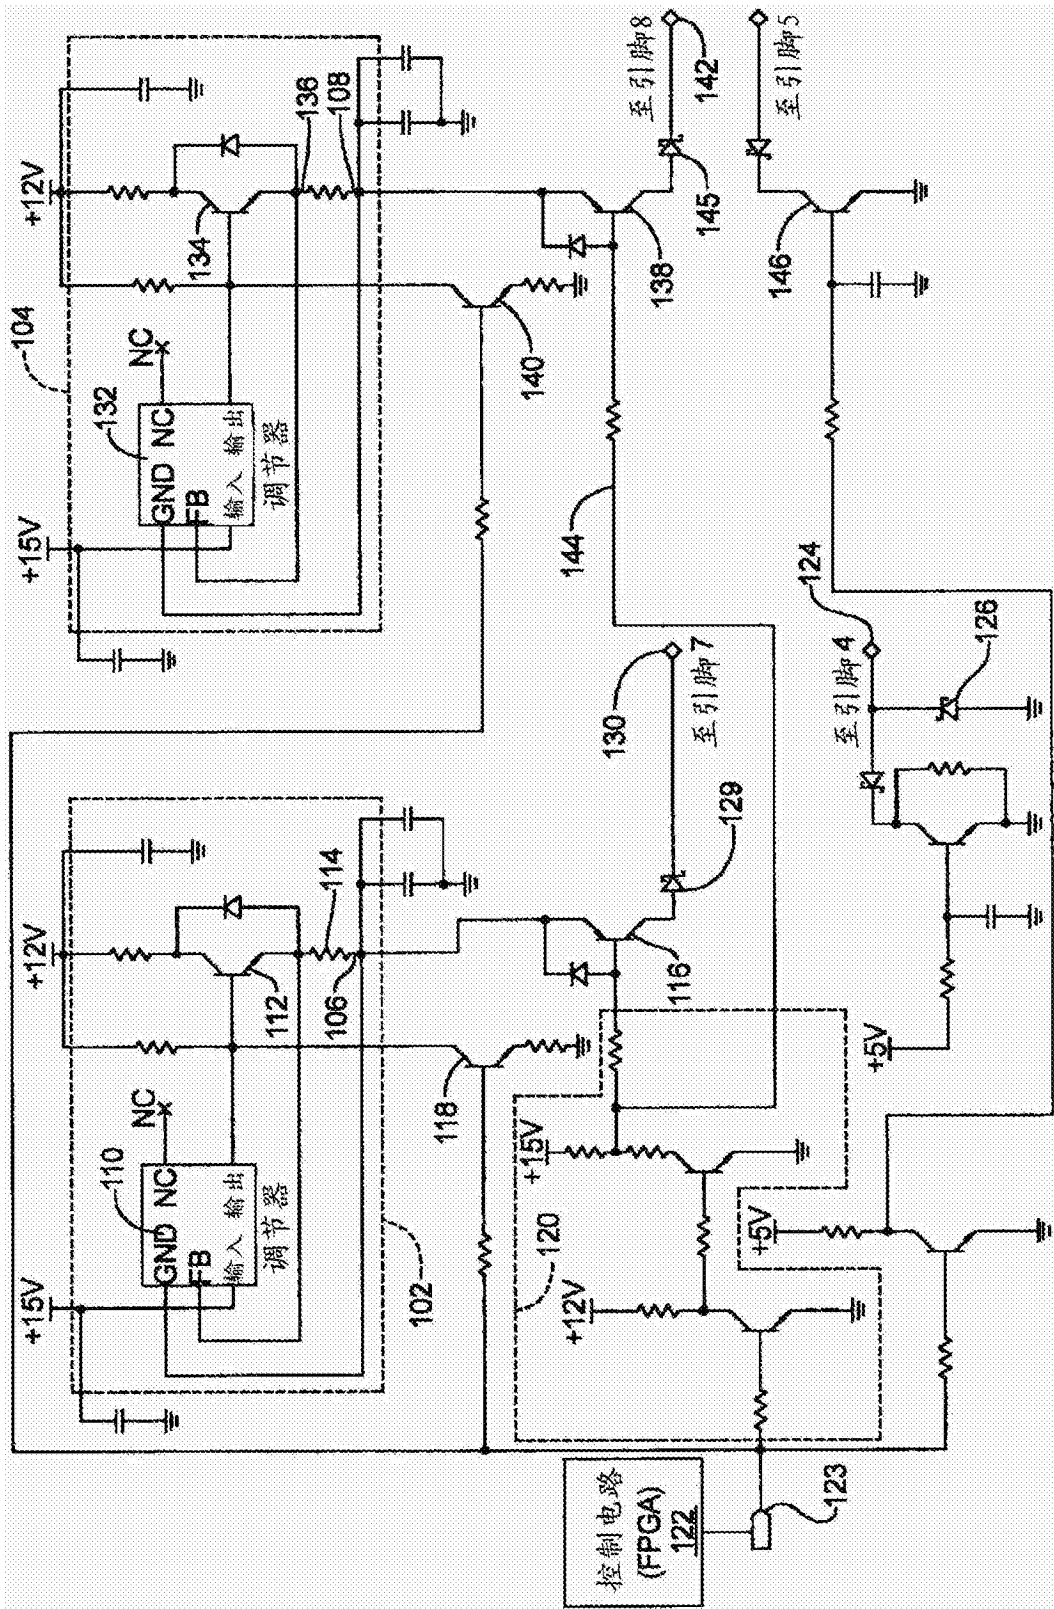 +15V
+12V
102
110
GND NC
FB
输入 输出
调节器
NC
112
114
106
118
+15V
+12V
104
132
GND NC
FB
输入 输出
调节器
NC
134
136
108
140
控制电路
(FPGA)
122
123
120
+12V
+15V
116
129
130
至引脚7
144
138
145
142
至引脚8
+5V
+5V
至引脚4
124
126
146
至引脚5